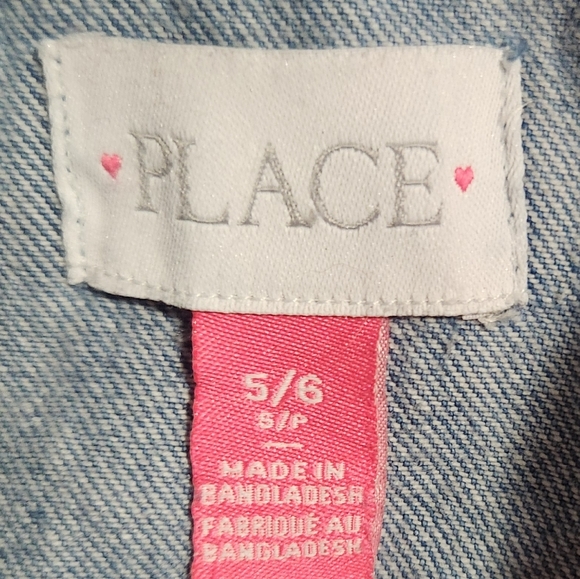 PLACE
5/6
S/P
MADE IN
BANGLADESH
FABRIQUÉ AU
BANGLADESH